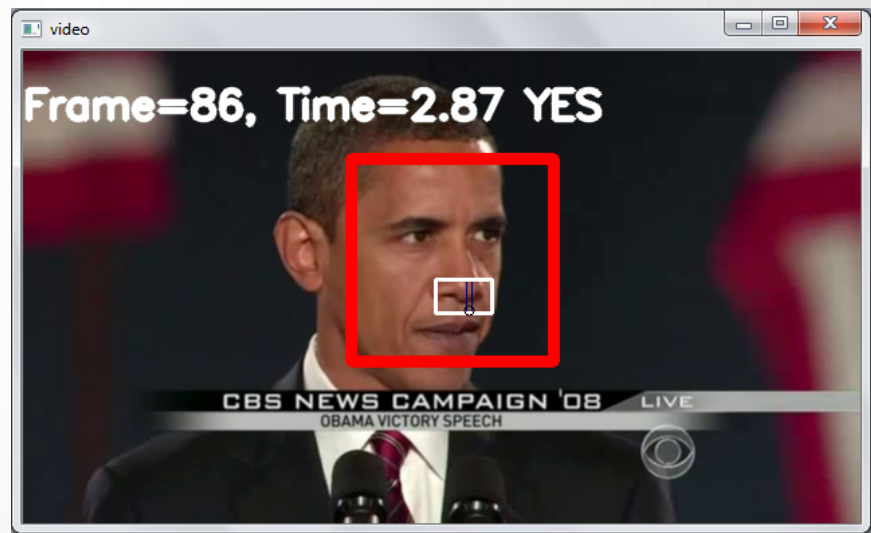 video
Frame=86, Time=2.87 YES
CBS NEWS CAMPAIGN '08 LIVE
OBAMA VICTORY SPEECH